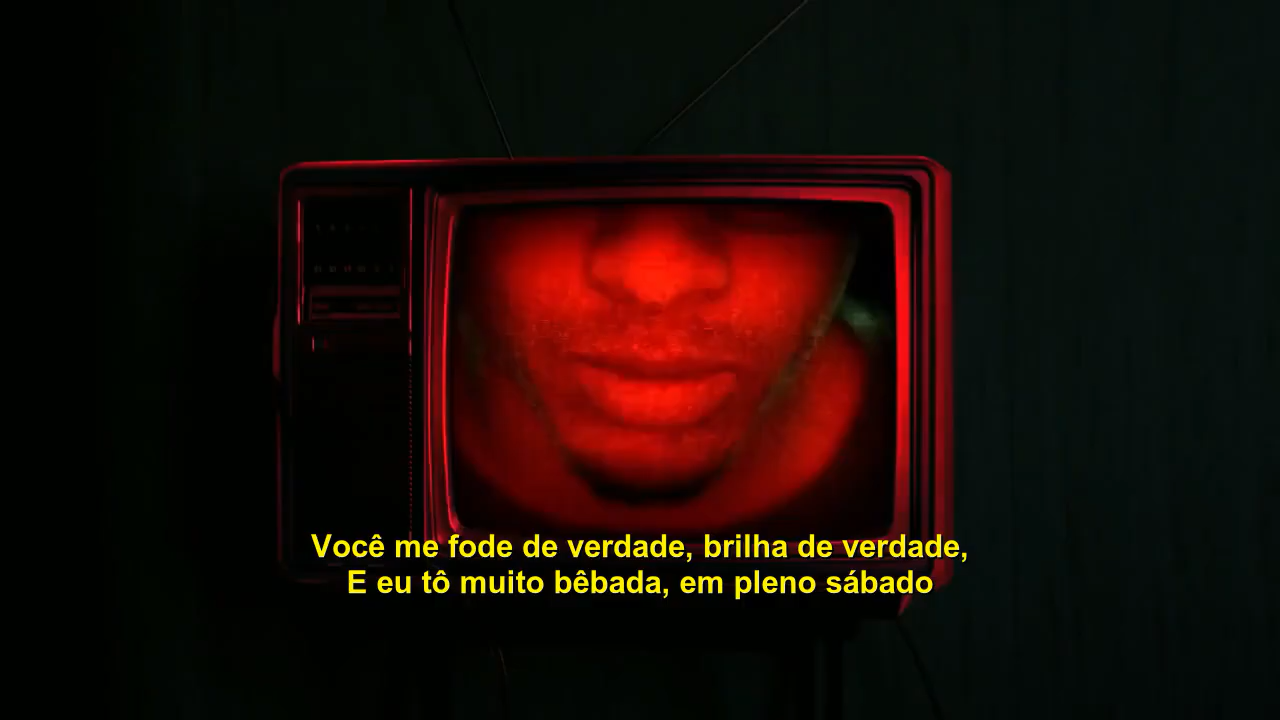 Você me fode de verdade, brilha de verdade,
E eu tô muito bêbada, em pleno sábado